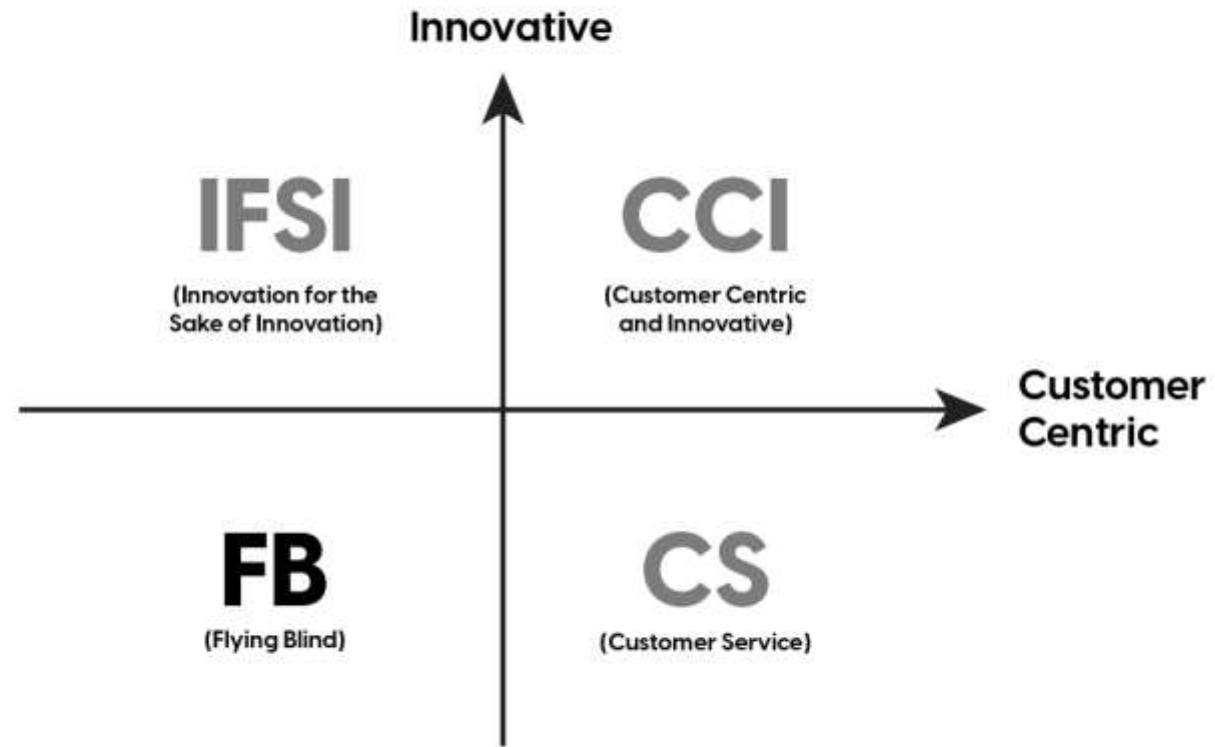 Innovative
IFSI
(Innovation for the
Sake of Innovation)
CCI
(Customer Centric
and Innovative)
Customer
Centric
FB
(Flying Blind)
CS
(Customer Service)